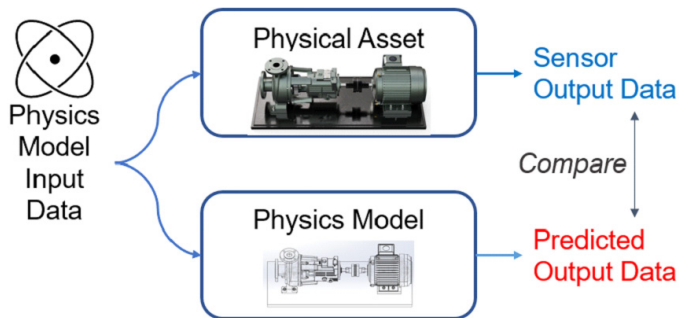 Physics
Model
Input
Data
Physical Asset
Physics Model
Sensor
Output Data
Compare
Predicted
Output Data